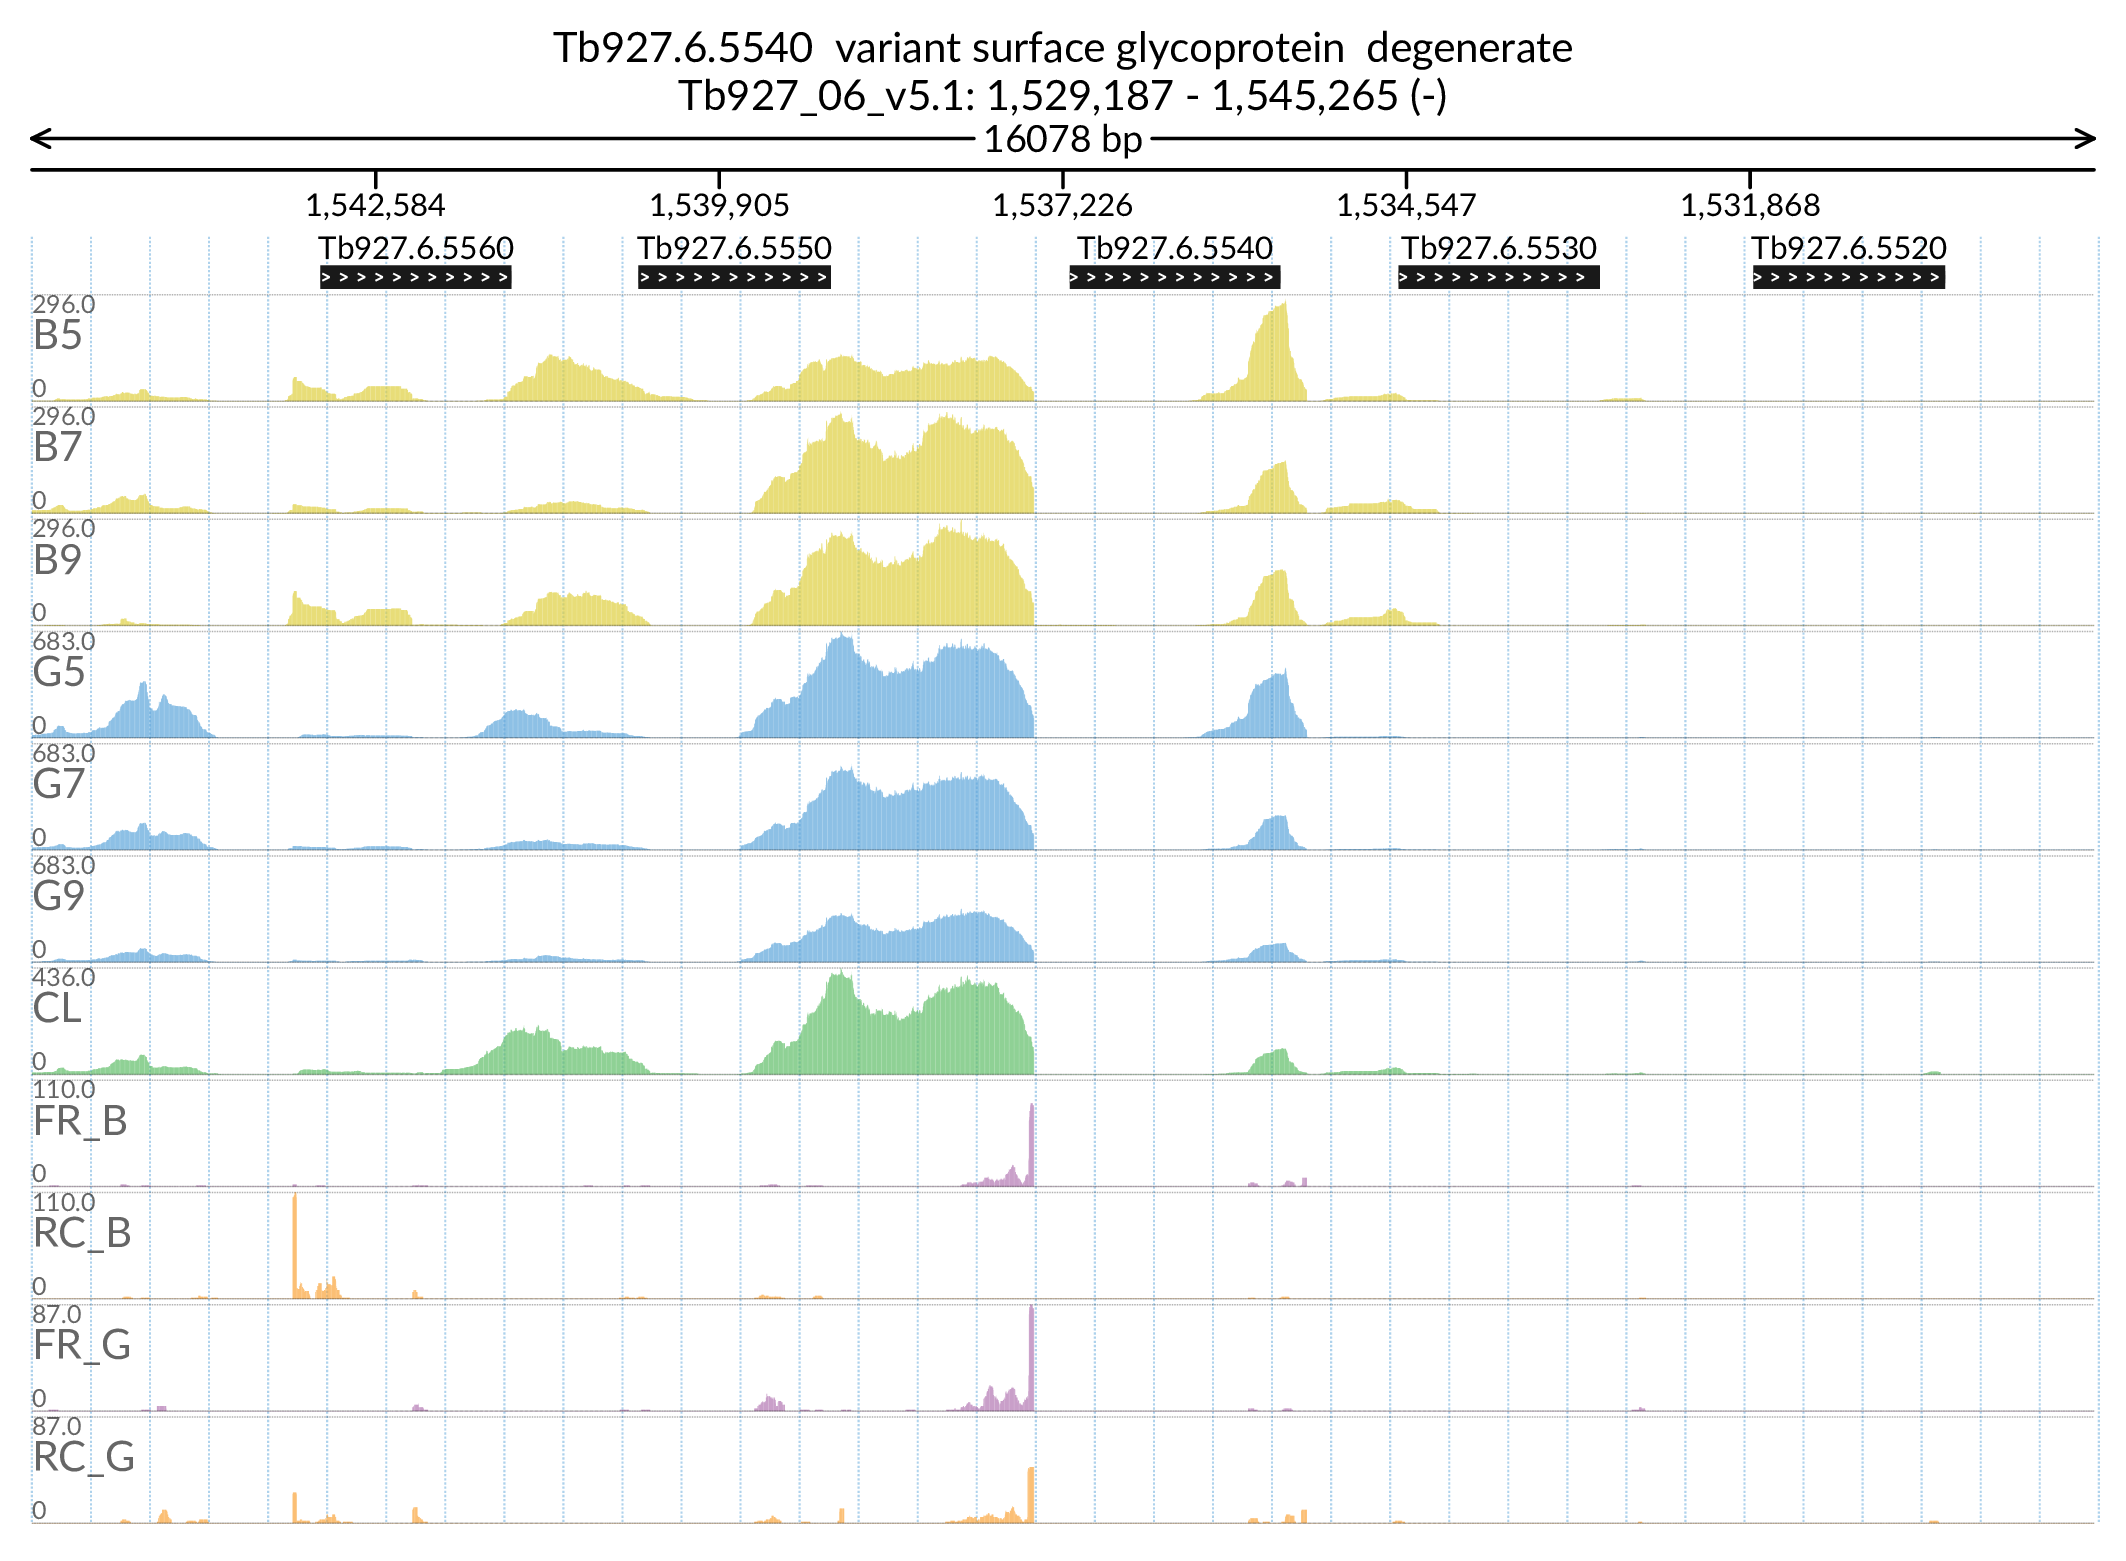 Tb927.6.5540  variant surface glycoprotein  degenerate
Tb927_06_v5.1: 1,529,187 - 1,545,265 (-)
16078 bp
1,542,584 1,539,905 1,537,226 1,534,547 1,531,868
Tb927.6.5560 Tb927.6.5550 Tb927.6.5540 Tb927.6.5530 Tb927.6.5520
296.0
B5
0
296.0
B7
0
296.0
B9
0
683.0
G5
0
683.0
G7
0
683.0
G9
0
436.0
CL
0
110.0
FR_B
0
110.0
RC_B
0
87.0
FR_G
0
87.0
RC_G
0